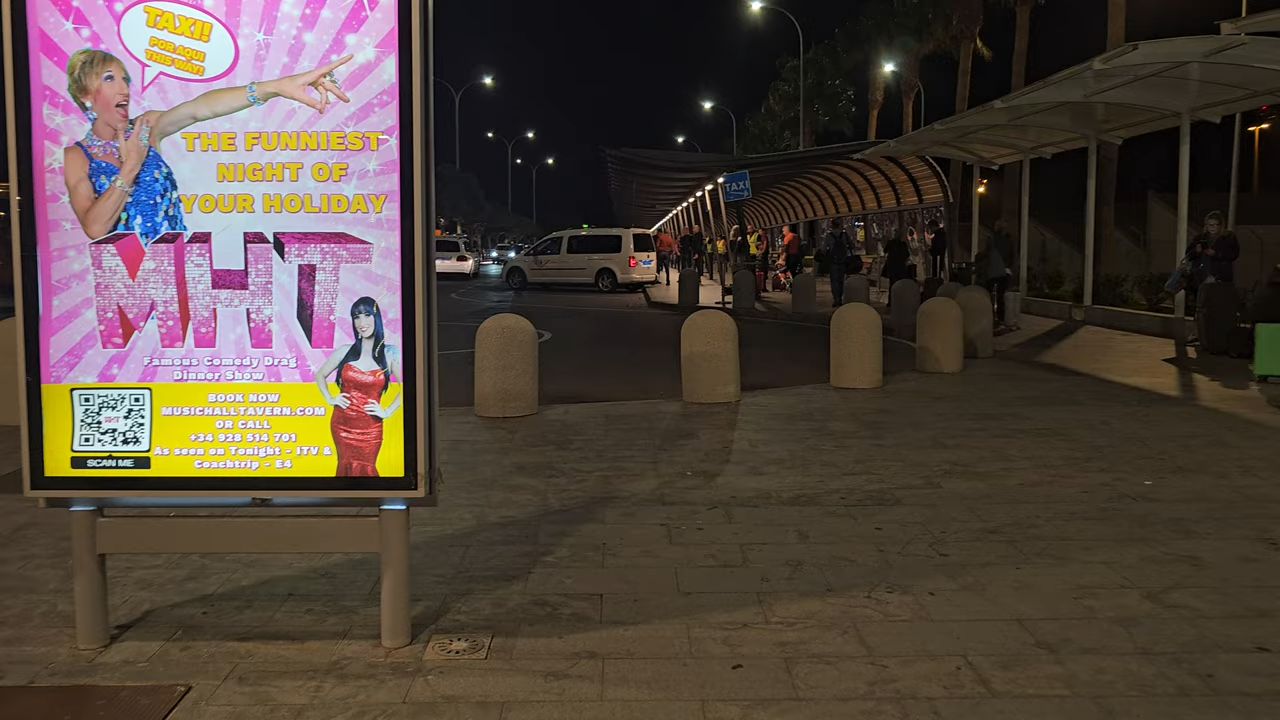 TAXI!
POR AQUI
THIS WAY!
THE FUNNIEST
NIGHT OF
YOUR HOLIDAY
MHT
Famous Comedy Drag
Dinner Show
BOOK NOW
MUSICHALLTAVERN.COM
OR CALL
+34 928 514 701
As seen on Tonight - ITV &
Coachtrip - E4
SCAN ME
TAXI